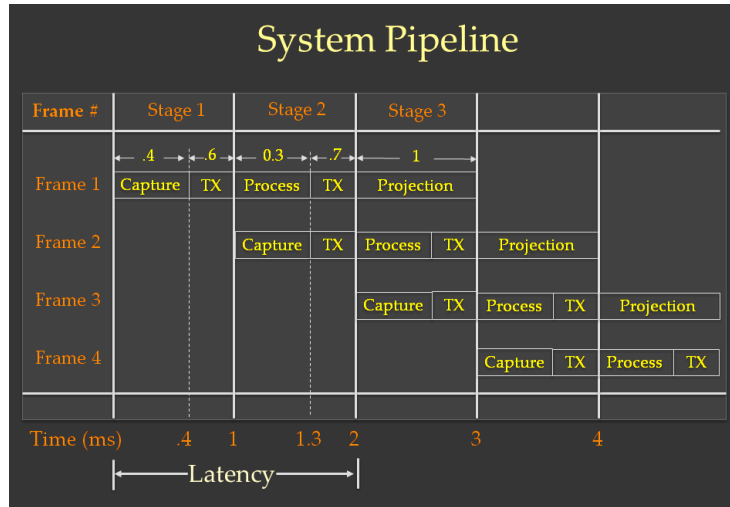 System Pipeline
Frame # Stage 1 Stage 2 Stage 3
.4 .6 0.3 .7 1
Frame 1 Capture TX Process TX Projection
Frame 2 Capture TX Process TX Projection
Frame 3 Capture TX Process TX Projection
Frame 4 Capture TX Process TX
Time (ms) .4 1 1.3 2 3 4
Latency